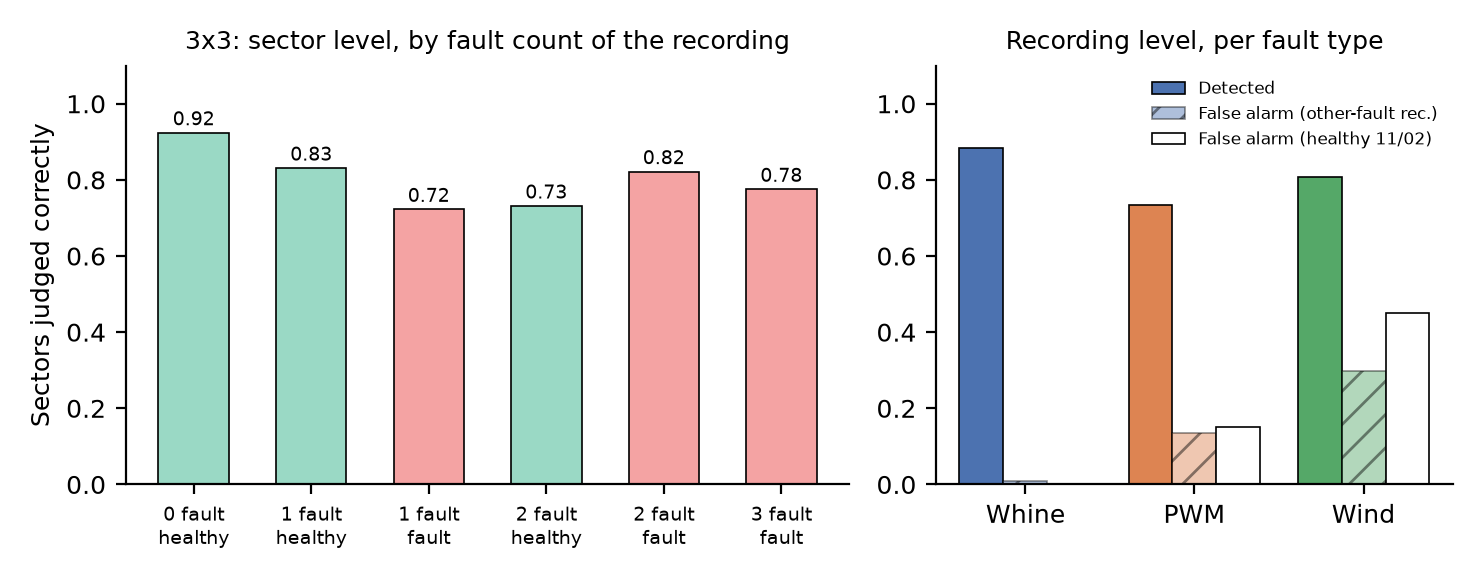 3x3: sector level, by fault count of the recording
Sectors judged correctly
1.0
0.8
0.6
0.4
0.2
0.0
0.92
0.83
0.72
0.73
0.82
0.78
0 fault
healthy
1 fault
healthy
1 fault
fault
2 fault
healthy
2 fault
fault
3 fault
fault
Recording level, per fault type
1.0
0.8
0.6
0.4
0.2
0.0
Detected
False alarm (other-fault rec.)
False alarm (healthy 11/02)
Whine
PWM
Wind